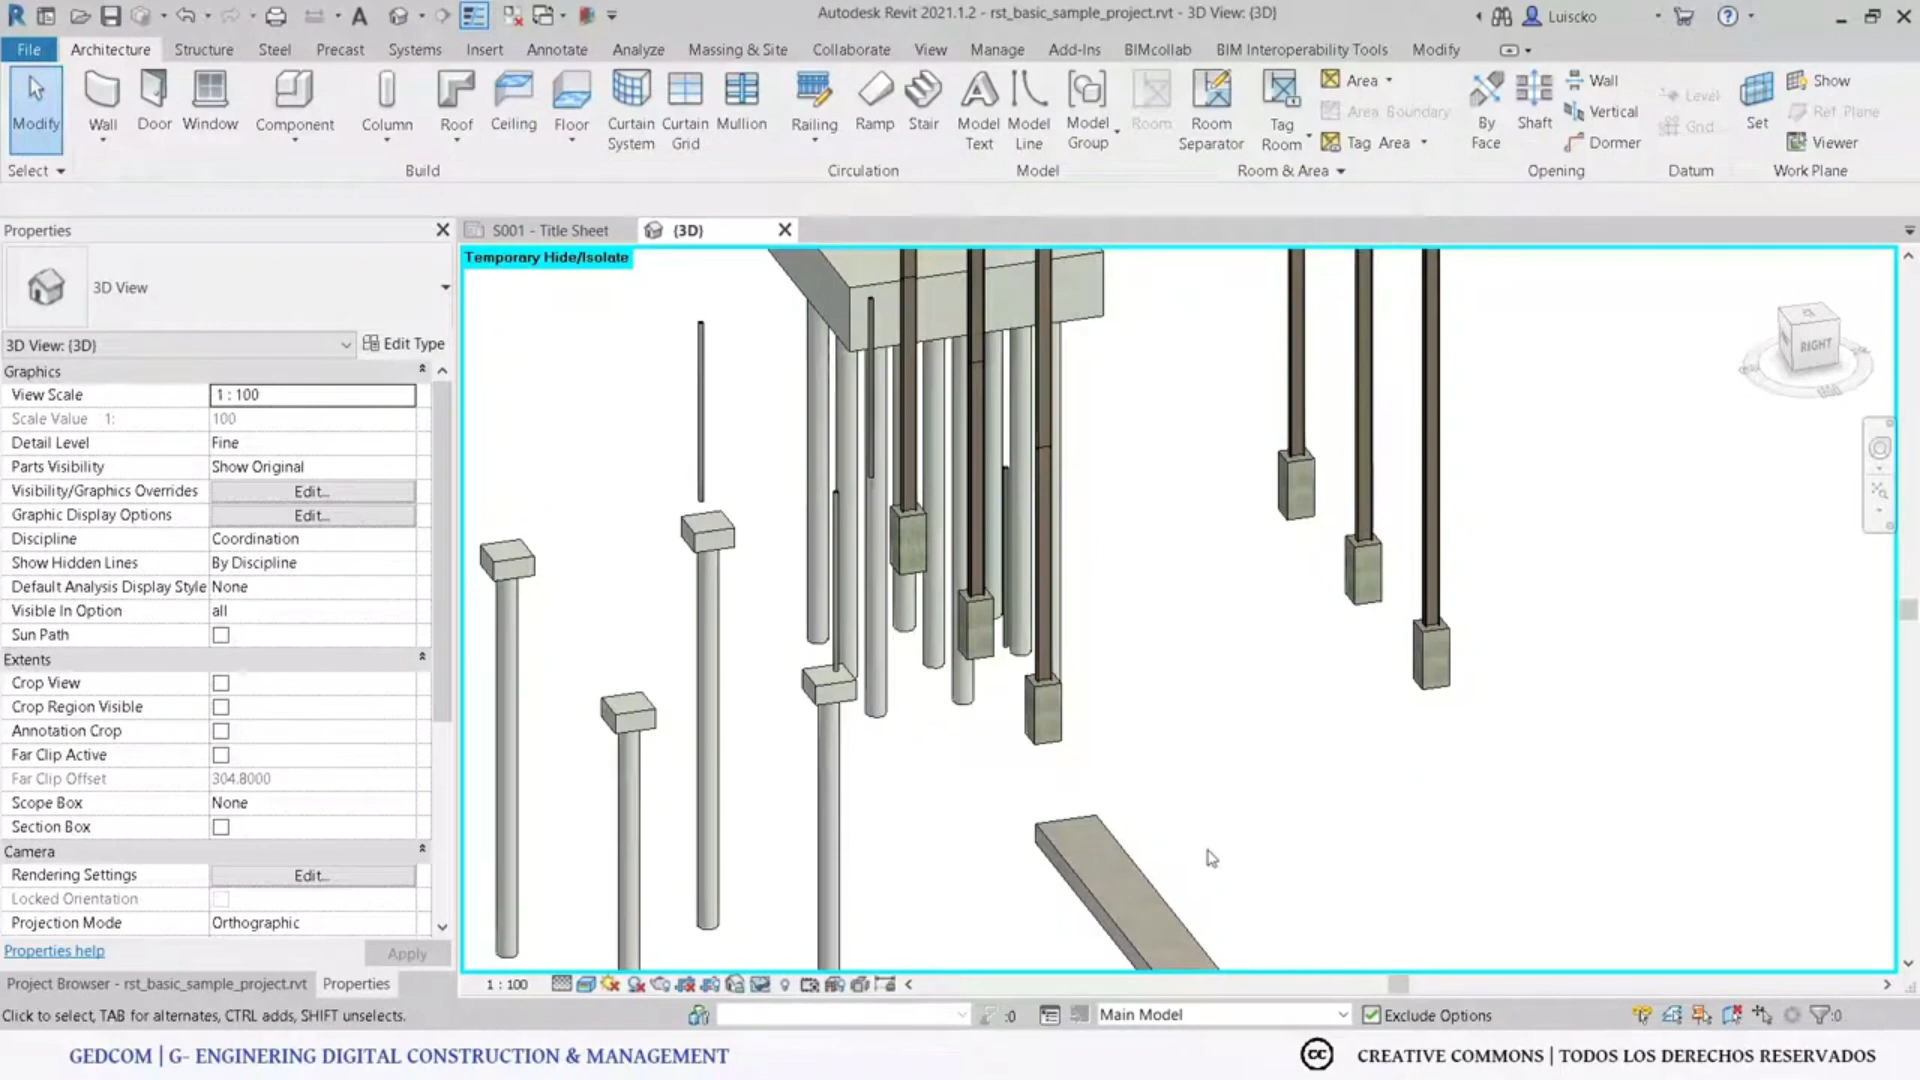 Autodesk Revit 2021.1.2 - rst_basic_sample_project.rvt - 3D View: {3D}
Luiscko
File Architecture Structure Steel Precast Systems Insert Annotate Analyze Massing & Site Collaborate View Manage Add-Ins BIMcollab BIM Interoperability Tools Modify
Modify
Wall
Door
Window
Component
Column
Roof
Ceiling
Floor
Curtain System
Curtain Grid
Mullion
Railing
Ramp
Stair
Model Text
Model Line
Model Group
Room
Room Separator
Tag Room
Area
Area Boundary
Tag Area
By Face
Shaft
Wall
Vertical
Dormer
Level
Grid
Set
Show
Ref Plane
Viewer
Select
Build
Circulation
Model
Room & Area
Opening
Datum
Work Plane
Properties
S001 - Title Sheet
{3D}
Temporary Hide/Isolate
3D View
3D View: {3D}
Edit Type
Graphics
View Scale 1 : 100
Scale Value 1: 100
Detail Level Fine
Parts Visibility Show Original
Visibility/Graphics Overrides Edit...
Graphic Display Options Edit...
Discipline Coordination
Show Hidden Lines By Discipline
Default Analysis Display Style None
Visible In Option all
Sun Path
Extents
Crop View
Crop Region Visible
Annotation Crop
Far Clip Active
Far Clip Offset 304.8000
Scope Box None
Section Box
Camera
Rendering Settings Edit...
Locked Orientation
Projection Mode Orthographic
Properties help
Apply
RIGHT
Project Browser - rst_basic_sample_project.rvt
Properties
1 : 100
Click to select, TAB for alternates, CTRL adds, SHIFT unselects.
:0
Main Model
Exclude Options
:0
GEDCOM | G- ENGINERING DIGITAL CONSTRUCTION & MANAGEMENT
cc CREATIVE COMMONS | TODOS LOS DERECHOS RESERVADOS